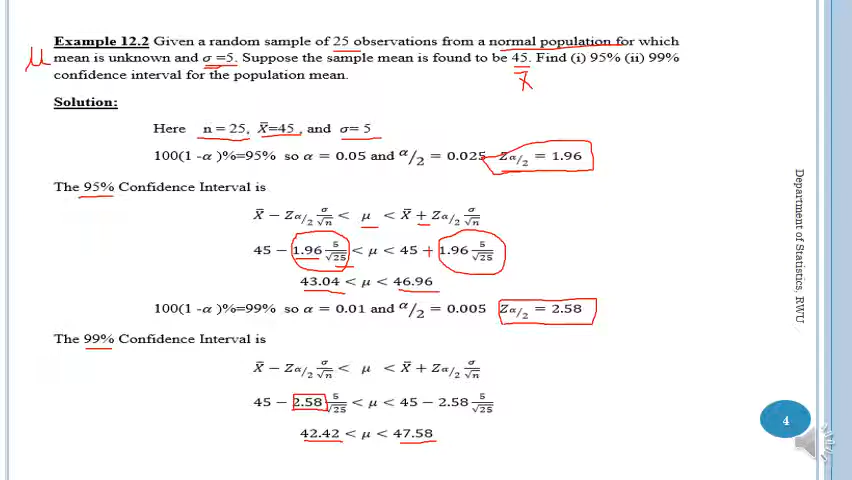 Example 12.2 Given a random sample of 25 observations from a normal population for which
μ mean is unknown and σ =5. Suppose the sample mean is found to be 45. Find (i) 95% (ii) 99%
confidence interval for the population mean.
X̄
Solution:
Here n = 25, X̄=45 , and σ= 5
100(1 -α )%=95% so α = 0.05 and α/2 = 0.025 Zα/2 = 1.96
The 95% Confidence Interval is
X̄ − Zα/2 σ/√n < μ < X̄ + Zα/2 σ/√n
45 − 1.96 5/√25 < μ < 45 + 1.96 5/√25
43.04 < μ < 46.96
100(1 -α )%=99% so α = 0.01 and α/2 = 0.005 Zα/2 = 2.58
The 99% Confidence Interval is
X̄ − Zα/2 σ/√n < μ < X̄ + Zα/2 σ/√n
45 − 2.58 5/√25 < μ < 45 − 2.58 5/√25
42.42 < μ < 47.58
Department of Statistics, RWU
4